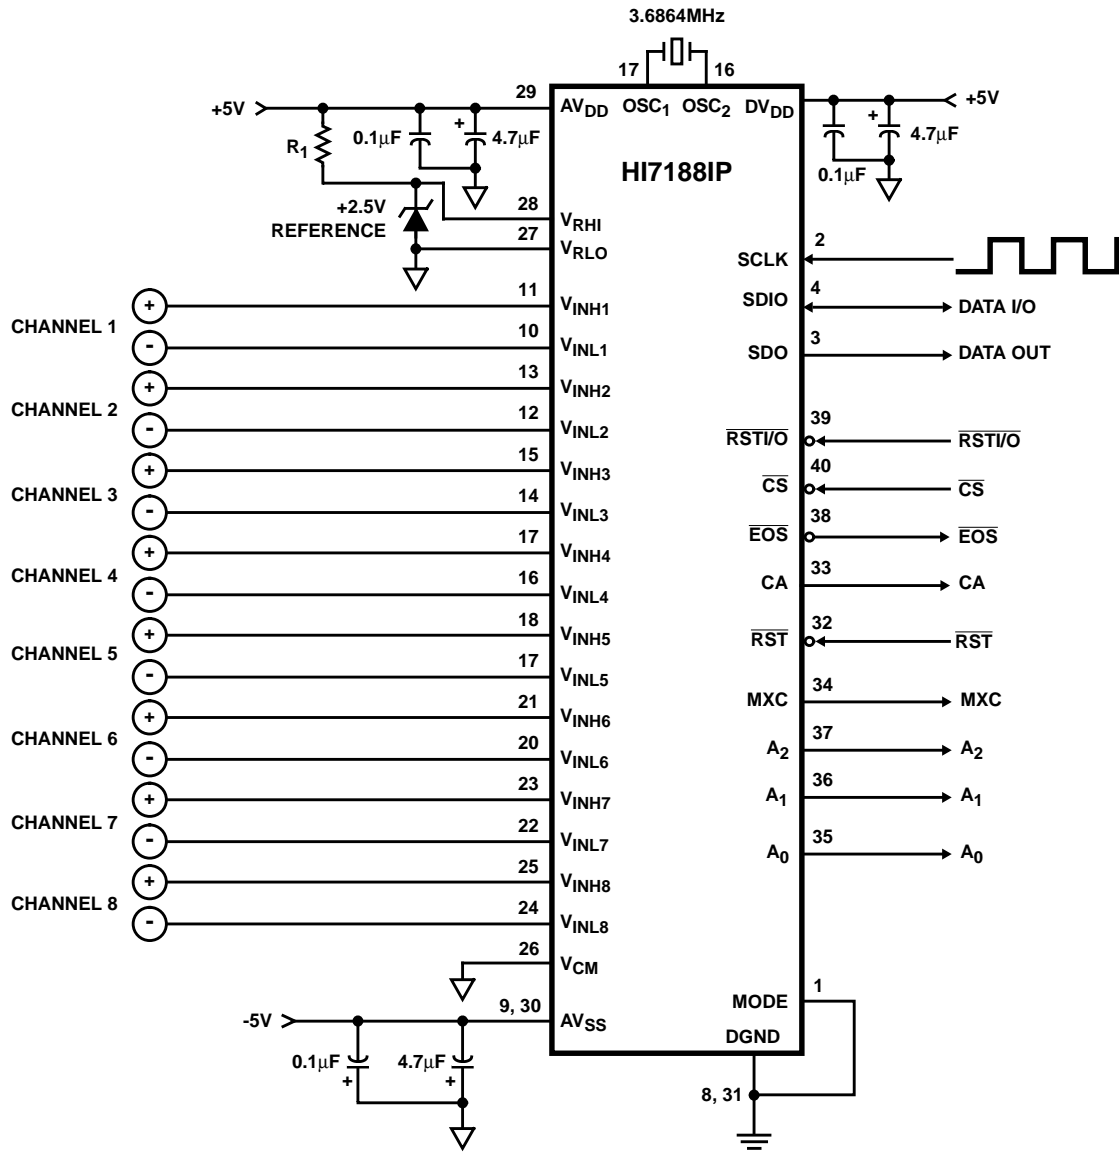 3.6864MHz
17 16
29
+5V
AVDD OSC1 OSC2 DVDD
+5V
R1
0.1µF
+
4.7µF
0.1µF
+
4.7µF
HI7188IP
+2.5V
REFERENCE
28
VRHI
27
VRLO
2
SCLK
4
SDIO
DATA I/O
3
SDO
DATA OUT
39
RSTI/O
RSTI/O
40
CS
CS
38
EOS
EOS
33
CA
CA
32
RST
RST
34
MXC
MXC
37
A2
A2
36
A1
A1
35
A0
A0
CHANNEL 1
+
11
VINH1
-
10
VINL1
CHANNEL 2
+
13
VINH2
-
12
VINL2
CHANNEL 3
+
15
VINH3
-
14
VINL3
CHANNEL 4
+
17
VINH4
-
16
VINL4
CHANNEL 5
+
18
VINH5
-
17
VINL5
CHANNEL 6
+
21
VINH6
-
20
VINL6
CHANNEL 7
+
23
VINH7
-
22
VINL7
CHANNEL 8
+
25
VINH8
-
24
VINL8
26
VCM
-5V
9, 30
AVSS
0.1µF
+
4.7µF
+
1
MODE
DGND
8, 31